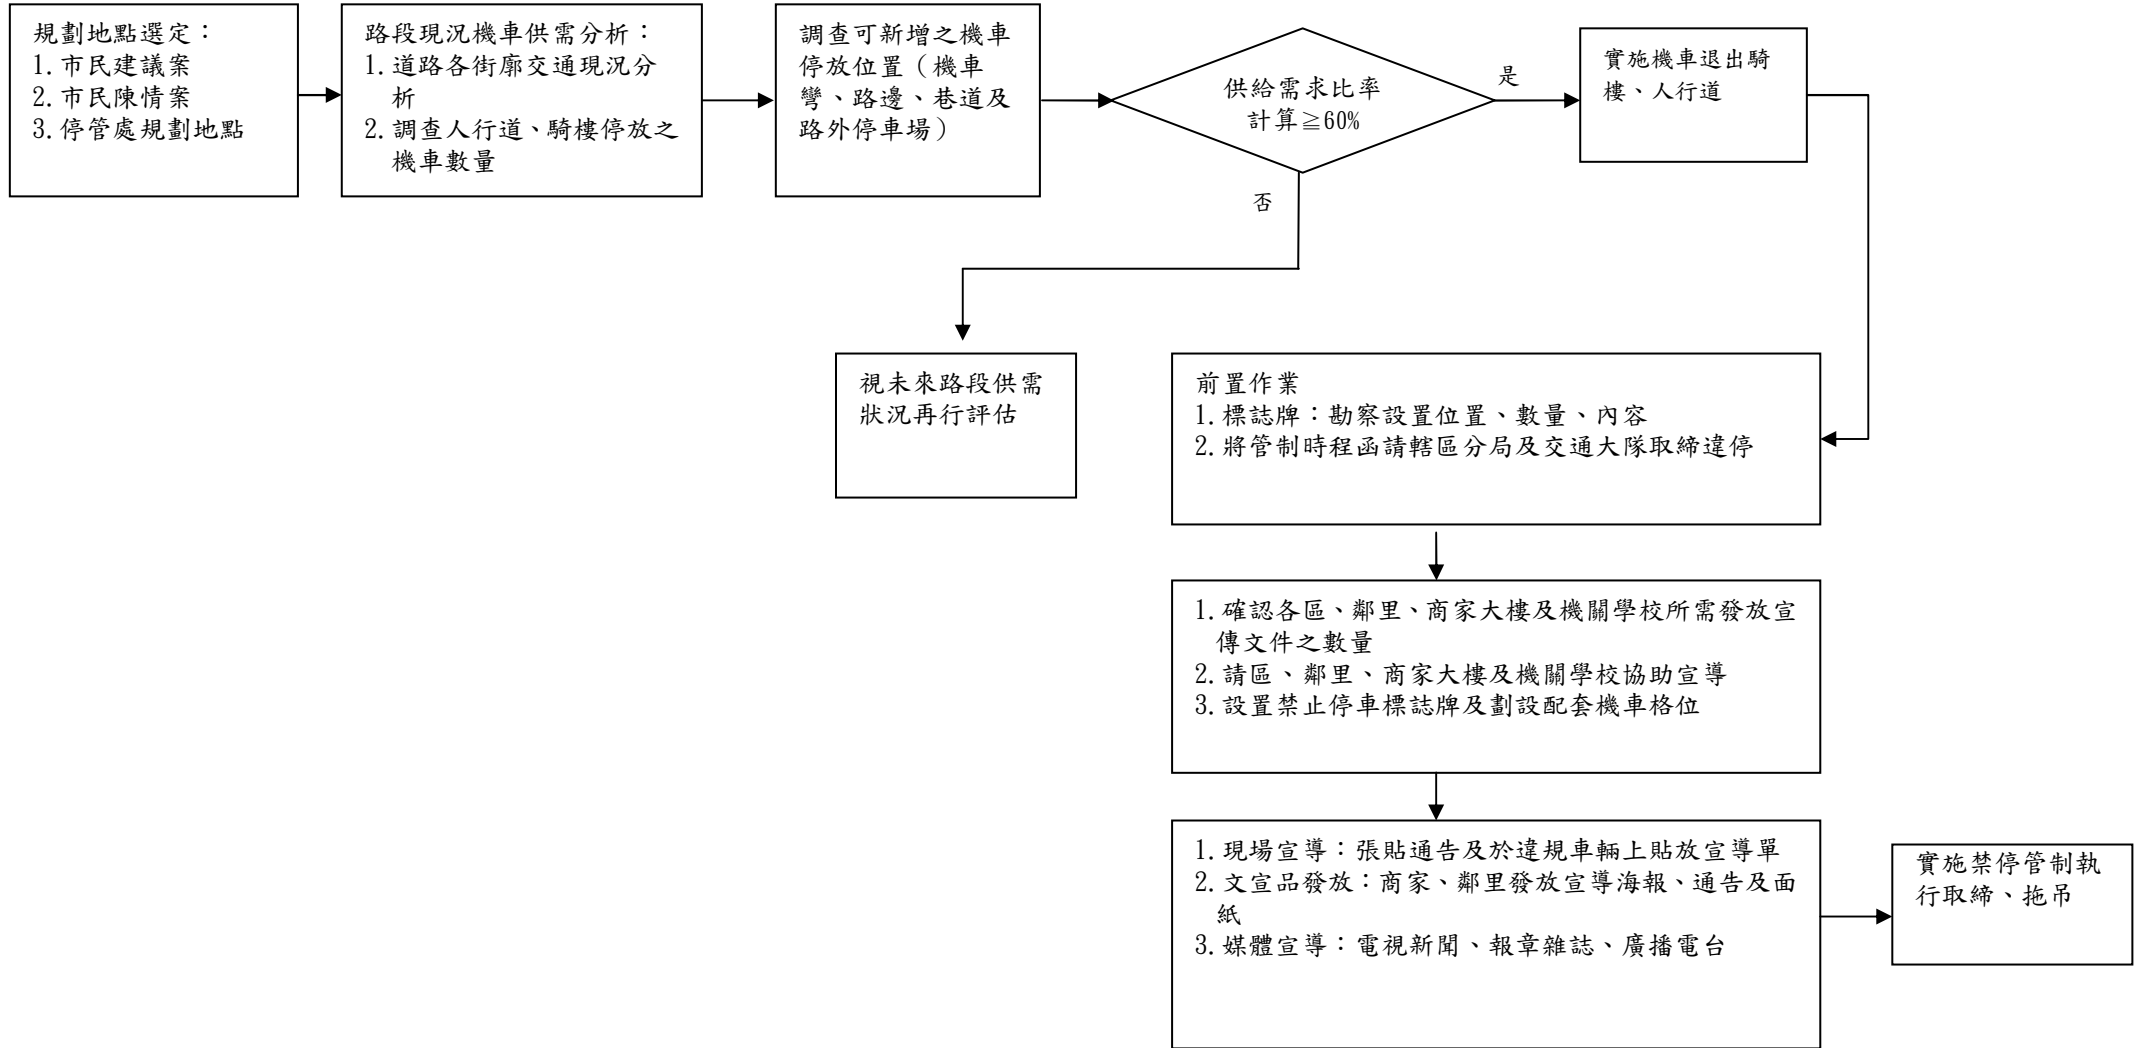 規劃地點選定：
1.市民建議案
2.市民陳情案
3.停管處規劃地點
路段現況機車供需分析：
1.道路各街廓交通現況分
析
2.調查人行道、騎樓停放之
機車數量
調查可新增之機車
停放位置（機車
彎、路邊、巷道及
路外停車場）
供給需求比率
計算≧60%
是
實施機車退出騎
樓、人行道
否
視未來路段供需
狀況再行評估
前置作業
1.標誌牌：勘察設置位置、數量、內容
2.將管制時程函請轄區分局及交通大隊取締違停
1.確認各區、鄰里、商家大樓及機關學校所需發放宣
傳文件之數量
2.請區、鄰里、商家大樓及機關學校協助宣導
3.設置禁止停車標誌牌及劃設配套機車格位
1.現場宣導：張貼通告及於違規車輛上貼放宣導單
2.文宣品發放：商家、鄰里發放宣導海報、通告及面
紙
3.媒體宣導：電視新聞、報章雜誌、廣播電台
實施禁停管制執
行取締、拖吊